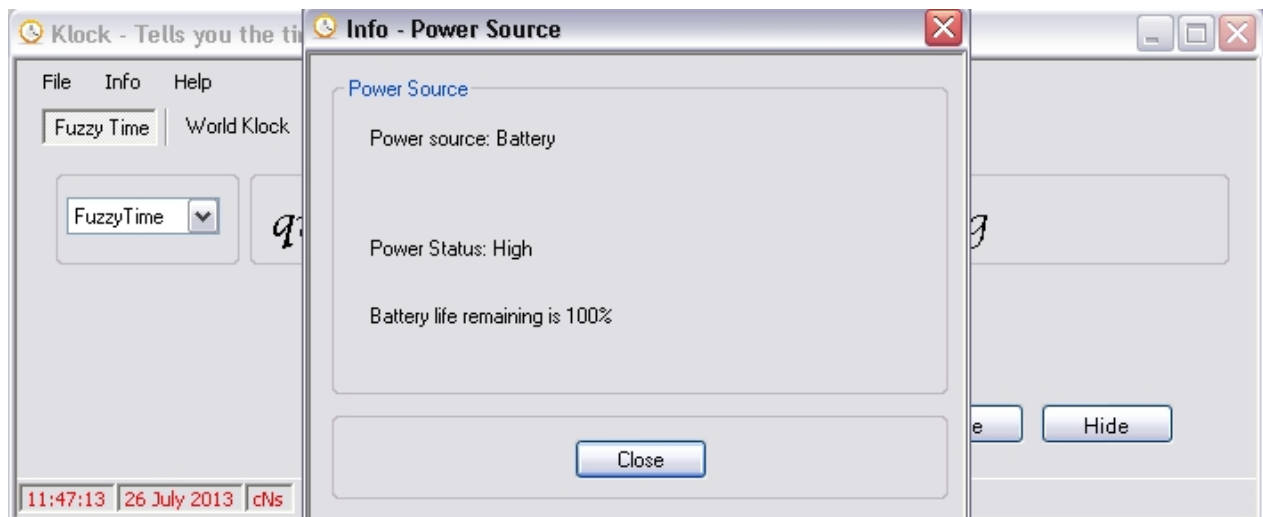 Klock - Tells you the
Info - Power Source
File Info Help
Power Source
Fuzzy Time World Klock
Power source: Battery
FuzzyTime
Power Status: High
Battery life remaining is 100%
Hide
Close
11:47:13 26 July 2013 cNs